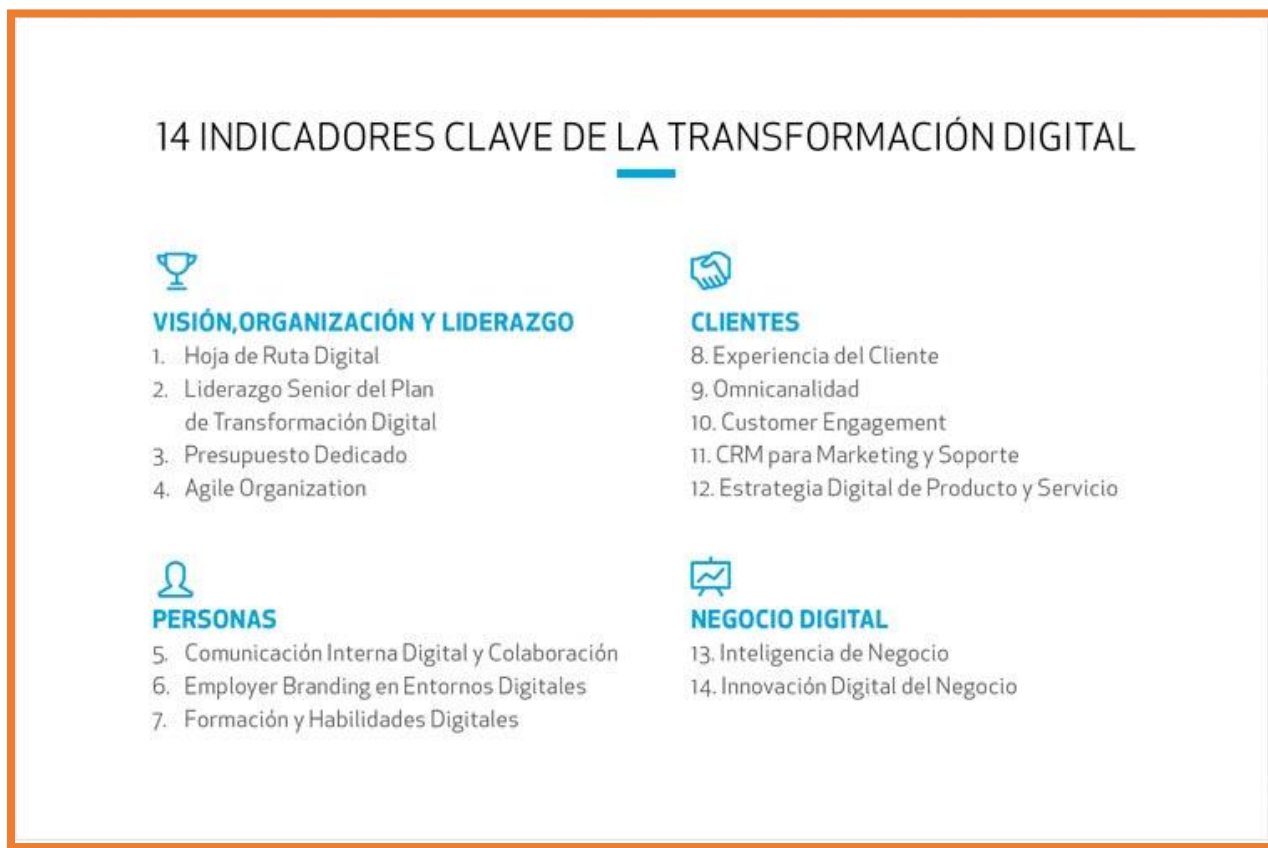 14 INDICADORES CLAVE DE LA TRANSFORMACIÓN DIGITAL
VISIÓN,ORGANIZACIÓN Y LIDERAZGO
1. Hoja de Ruta Digital
2. Liderazgo Senior del Plan
de Transformación Digital
3. Presupuesto Dedicado
4. Agile Organization
PERSONAS
5. Comunicación Interna Digital y Colaboración
6. Employer Branding en Entornos Digitales
7. Formación y Habilidades Digitales
CLIENTES
8. Experiencia del Cliente
9. Omnicanalidad
10. Customer Engagement
11. CRM para Marketing y Soporte
12. Estrategia Digital de Producto y Servicio
NEGOCIO DIGITAL
13. Inteligencia de Negocio
14. Innovación Digital del Negocio